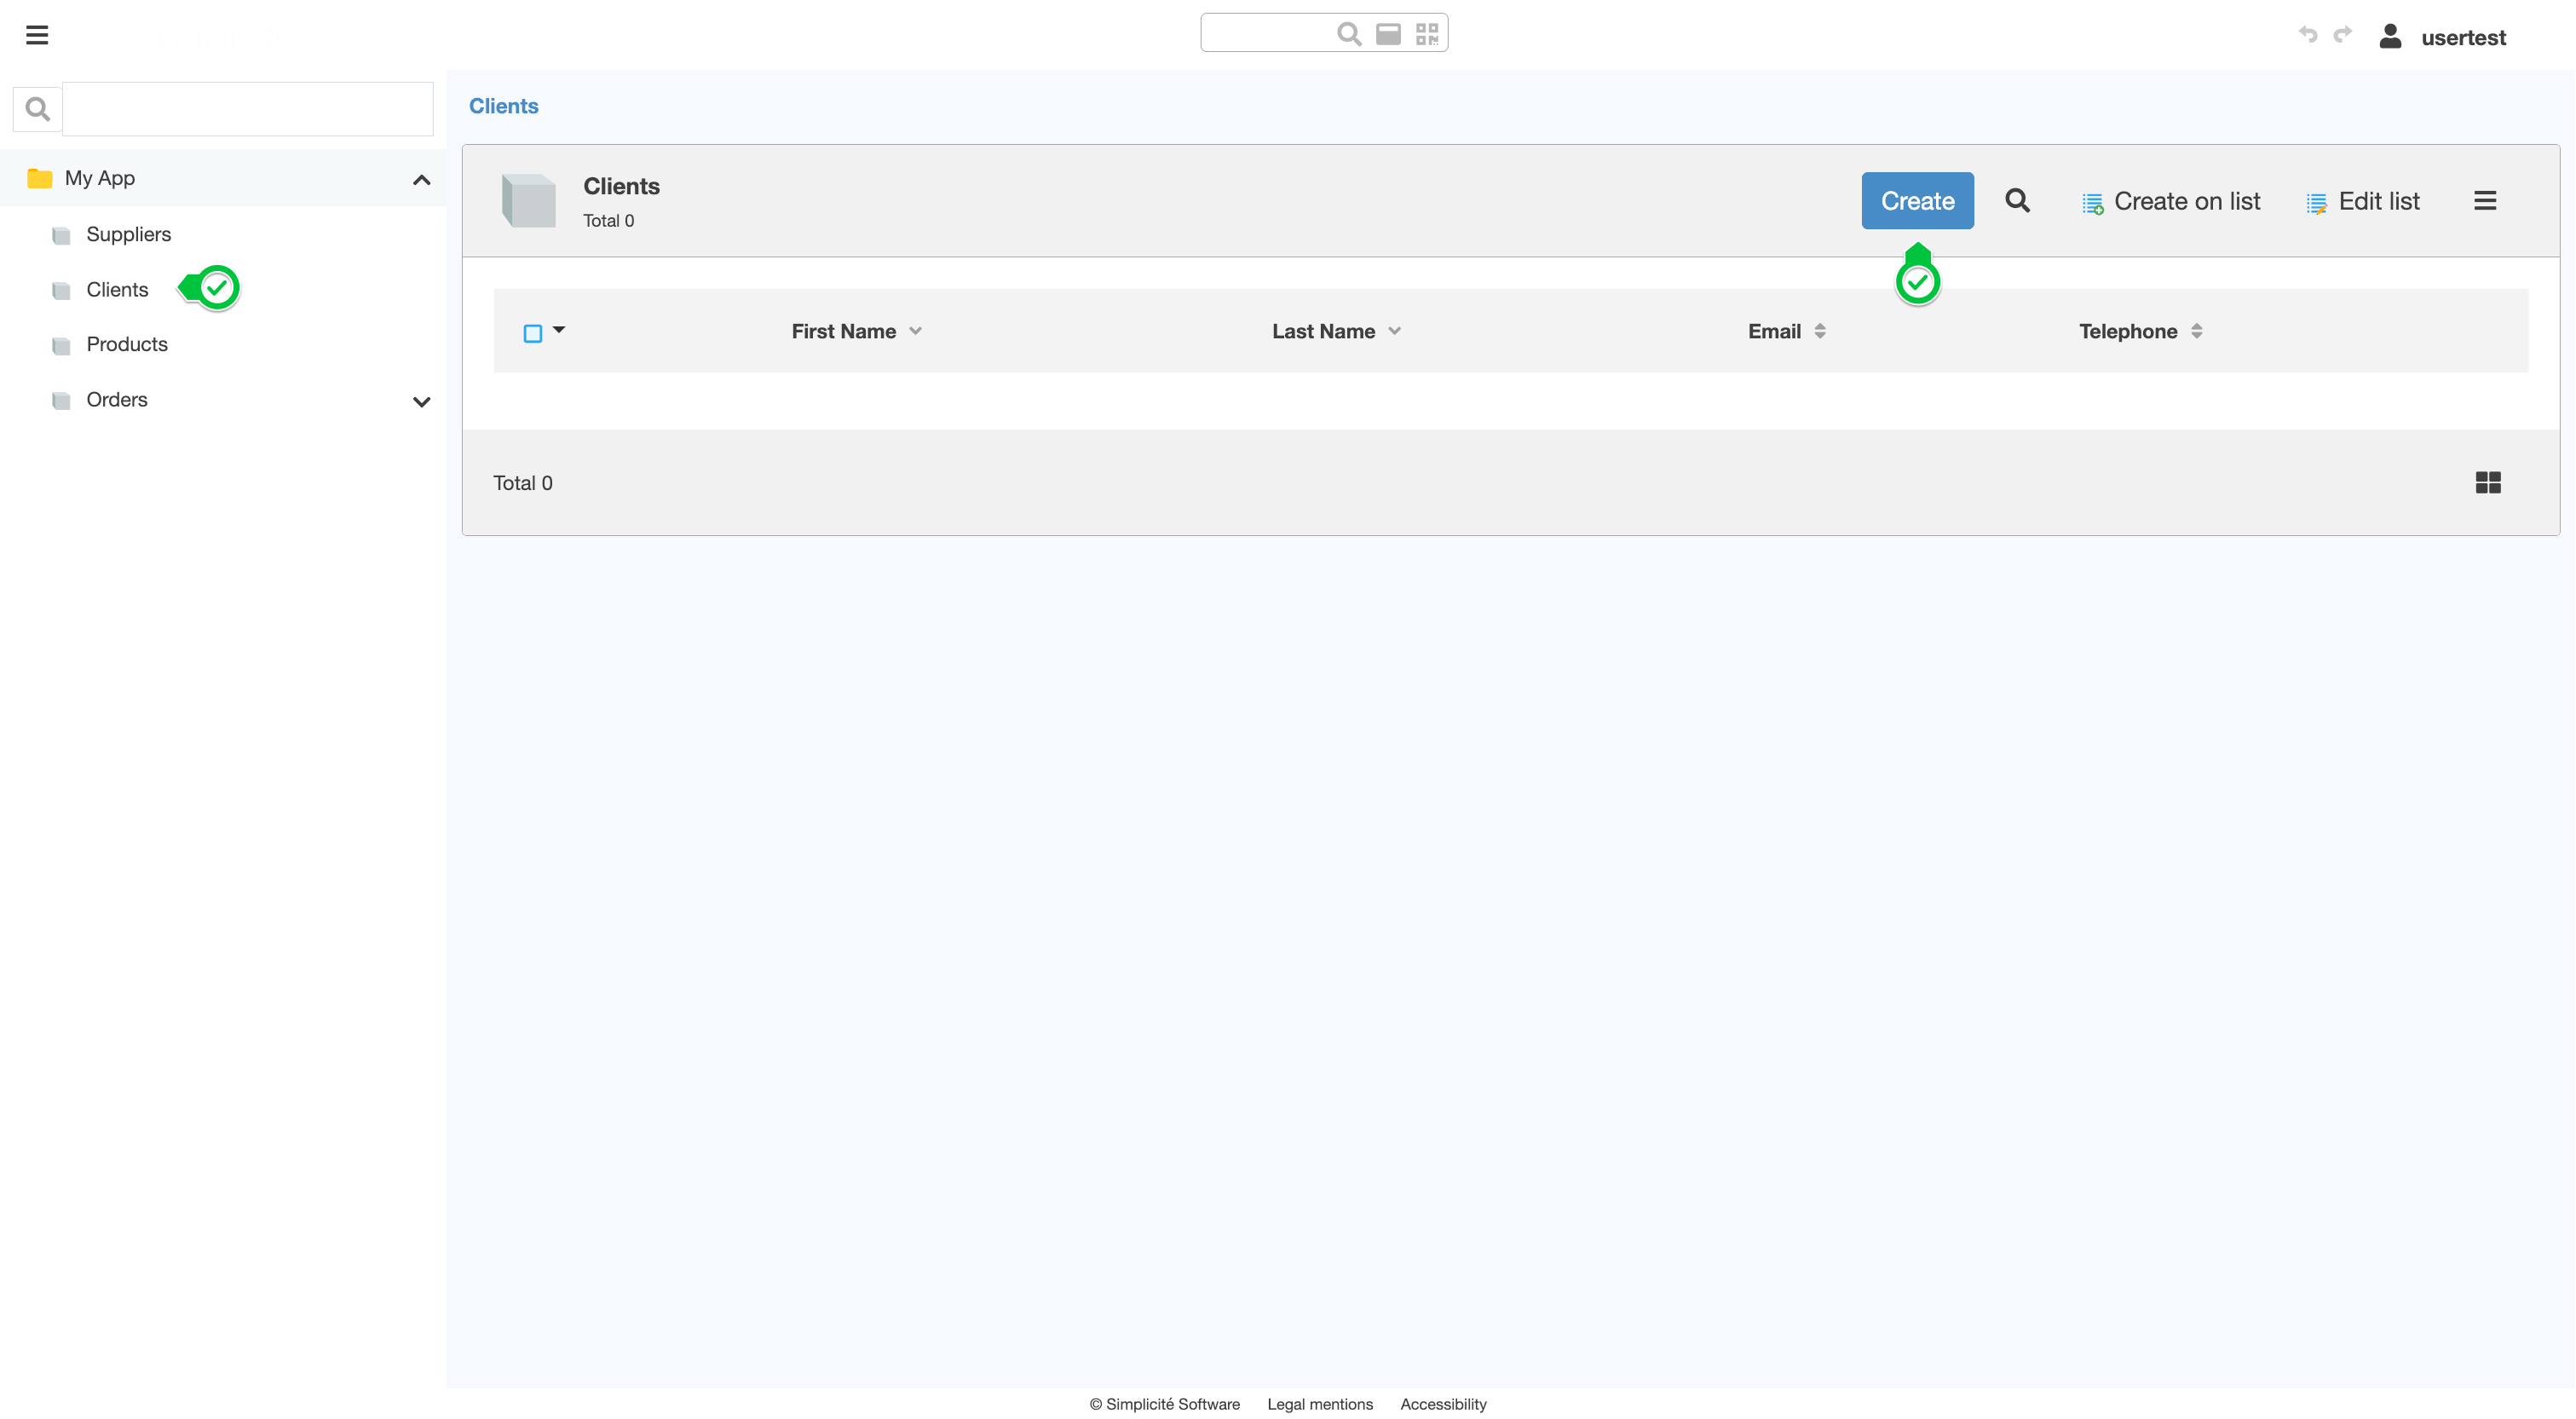 usertest
Clients
My App
Suppliers
Clients
Products
Orders
Clients
Total 0
Create
Create on list
Edit list
First Name
Last Name
Email
Telephone
Total 0
© Simplicité Software
Legal mentions
Accessibility